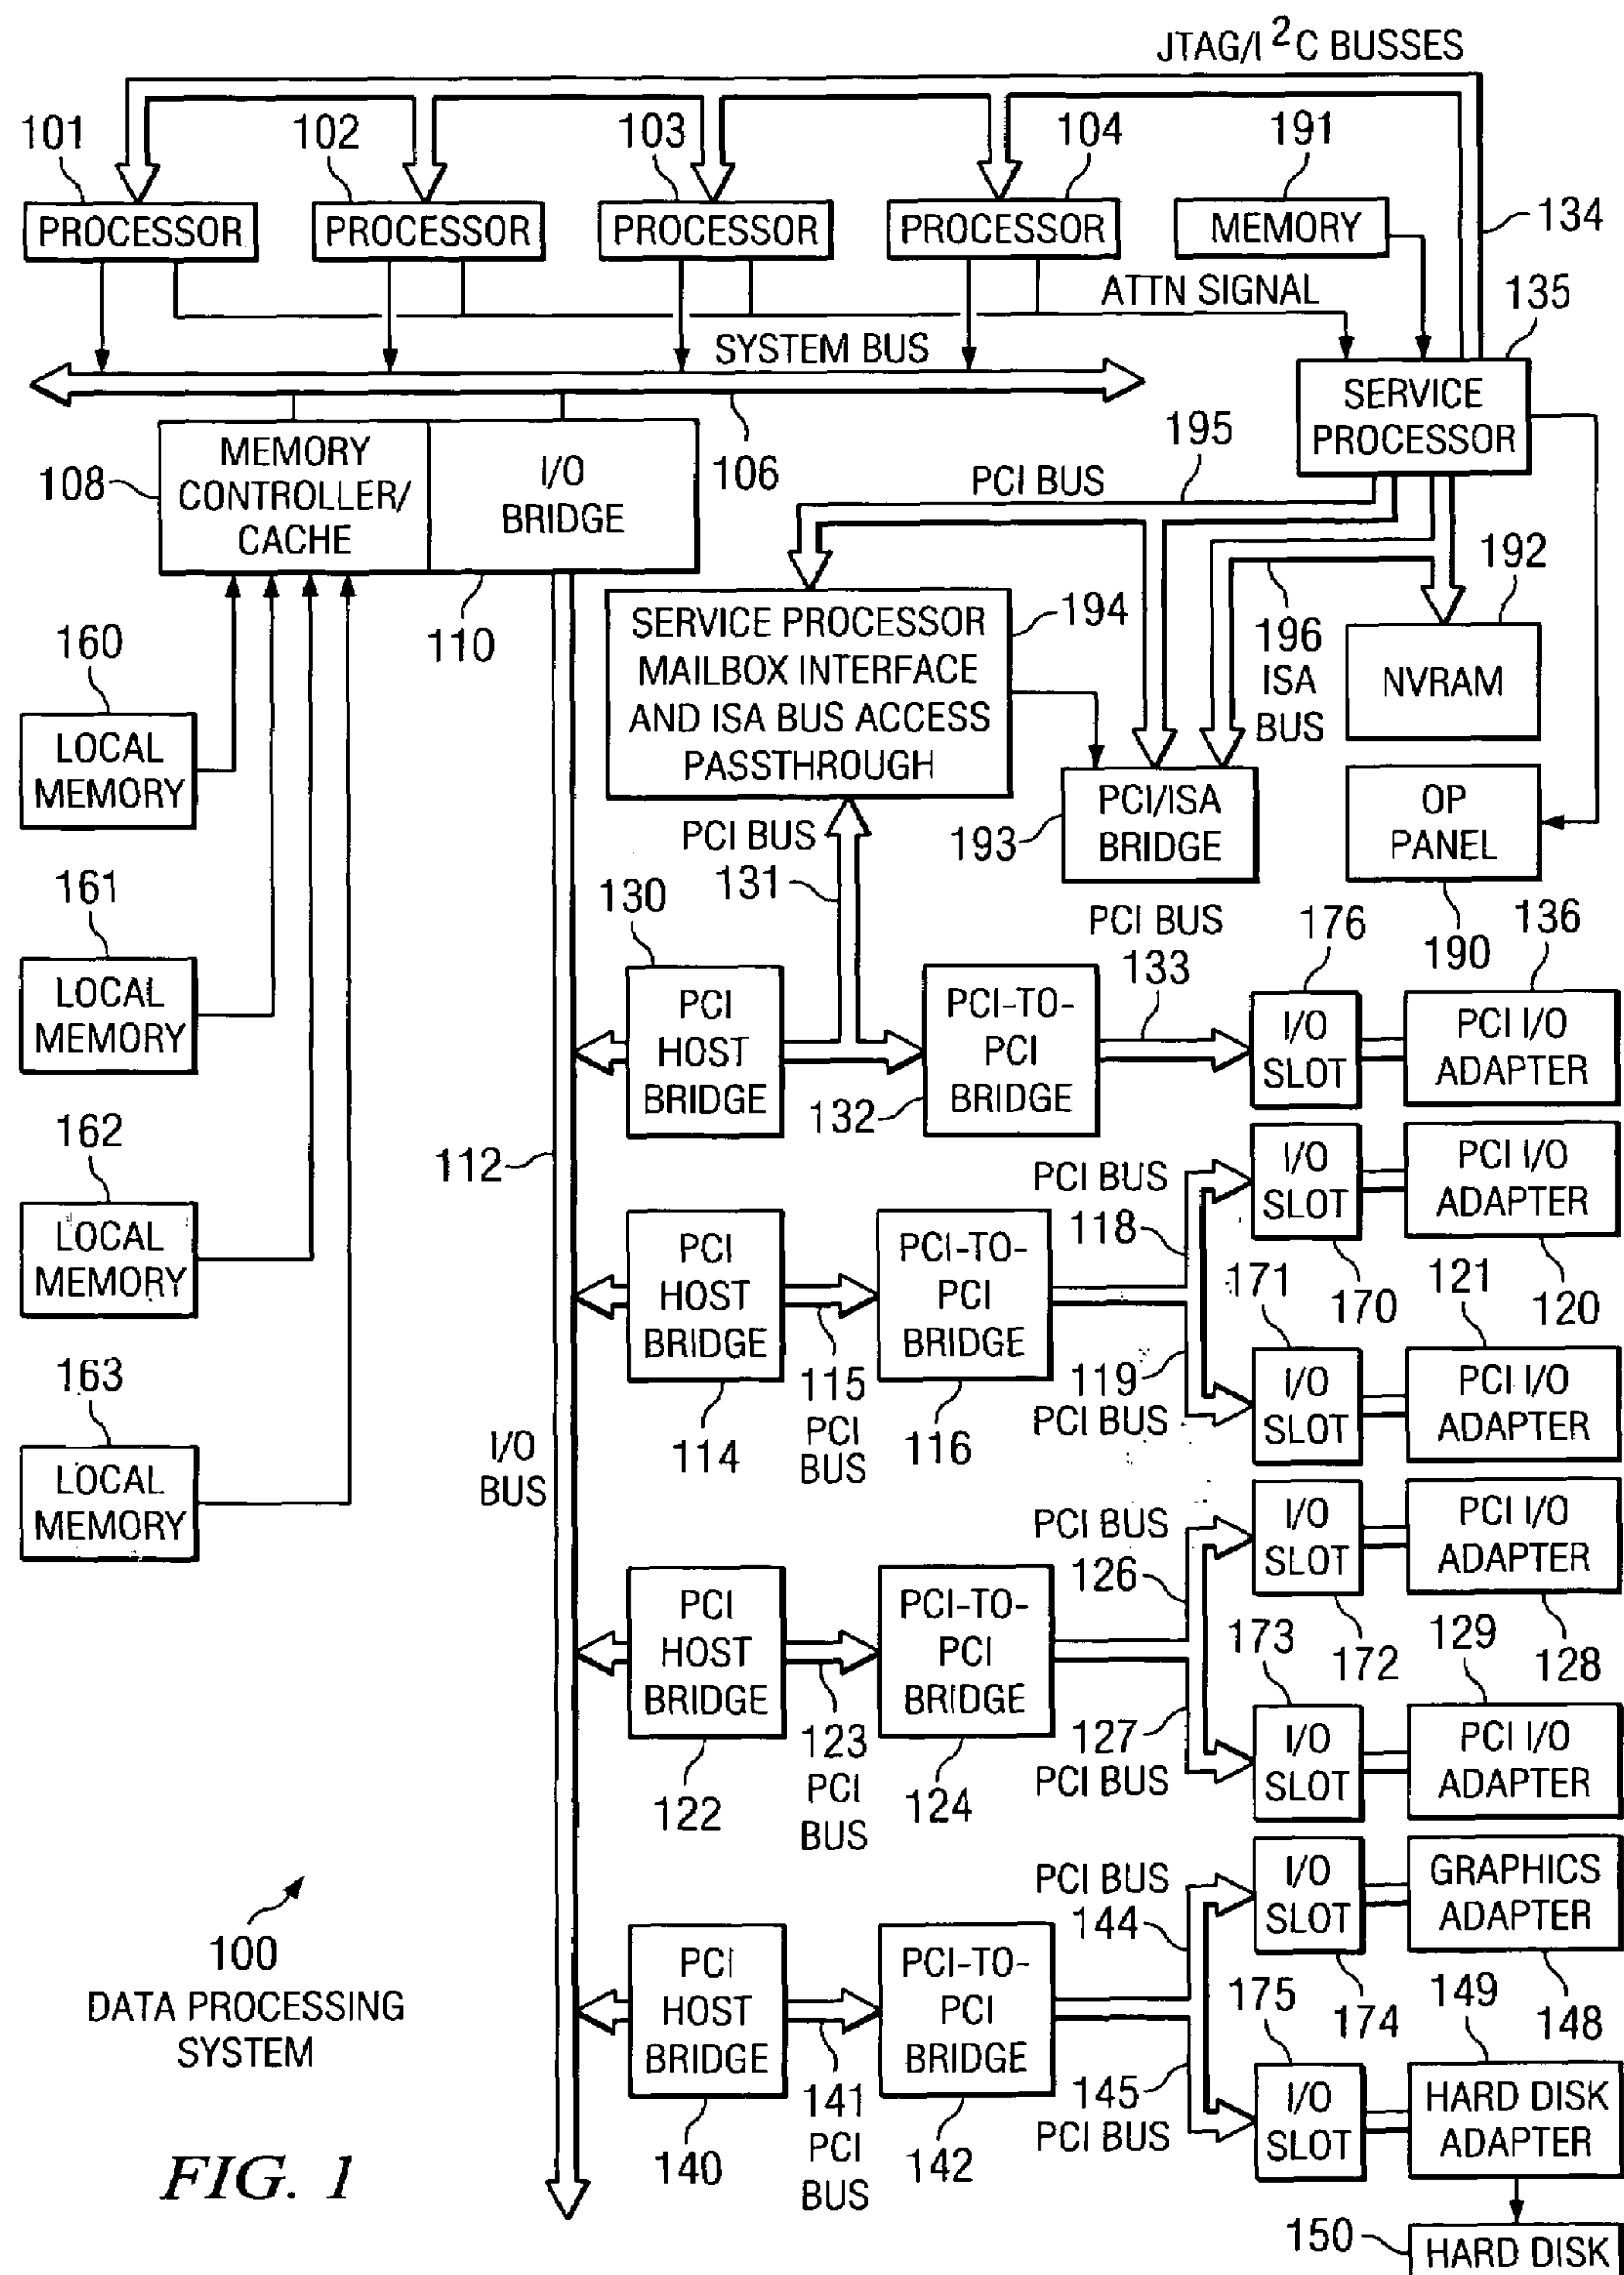 JTAG/I²C BUSSES
101
102
103
104
191
134
PROCESSOR
PROCESSOR
PROCESSOR
PROCESSOR
MEMORY
ATTN SIGNAL
135
SYSTEM BUS
SERVICE
PROCESSOR
108
MEMORY
CONTROLLER/
CACHE
I/O
BRIDGE
110
106
195
PCI BUS
192
NVRAM
196
ISA
BUS
194
SERVICE PROCESSOR
MAILBOX INTERFACE
AND ISA BUS ACCESS
PASSTHROUGH
160
LOCAL
MEMORY
PCI BUS
131
193
PCI/ISA
BRIDGE
OP
PANEL
190
161
LOCAL
MEMORY
130
PCI
HOST
BRIDGE
132
PCI-TO-
PCI
BRIDGE
PCI BUS
133
176
I/O
SLOT
136
PCI I/O
ADAPTER
162
LOCAL
MEMORY
112
PCI
HOST
BRIDGE
114
115
PCI
BUS
PCI-TO-
PCI
BRIDGE
116
PCI BUS
118
I/O
SLOT
170
PCI I/O
ADAPTER
120
119
PCI BUS
171
I/O
SLOT
121
PCI I/O
ADAPTER
163
LOCAL
MEMORY
I/O
BUS
PCI
HOST
BRIDGE
122
123
PCI
BUS
PCI-TO-
PCI
BRIDGE
124
PCI BUS
126
I/O
SLOT
172
PCI I/O
ADAPTER
128
127
PCI BUS
173
I/O
SLOT
129
PCI I/O
ADAPTER
100
DATA PROCESSING
SYSTEM
PCI
HOST
BRIDGE
140
141
PCI
BUS
PCI-TO-
PCI
BRIDGE
142
PCI BUS
144
I/O
SLOT
174
GRAPHICS
ADAPTER
148
145
PCI BUS
175
I/O
SLOT
149
HARD DISK
ADAPTER
150
HARD DISK
FIG. 1